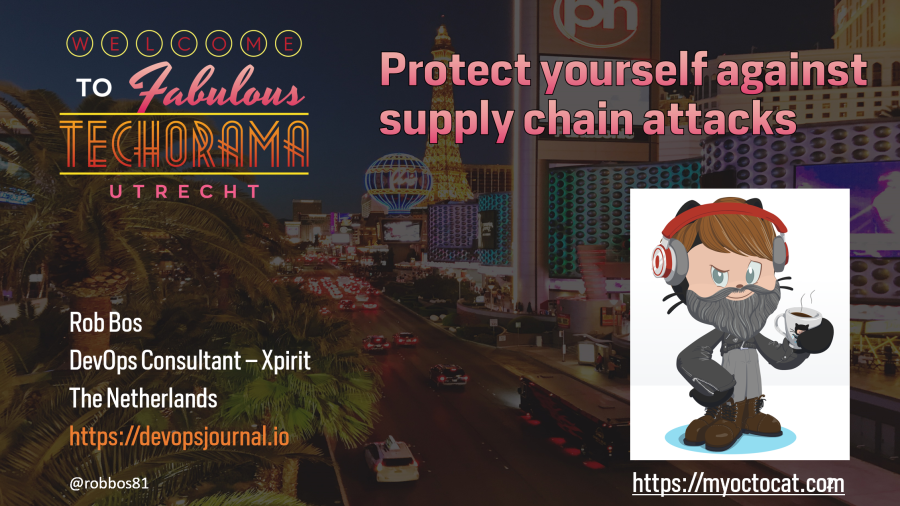 WELCOME
TO Fabulous
TECHORAMA
UTRECHT
Protect yourself against
supply chain attacks
ph
Rob Bos
DevOps Consultant – Xpirit
The Netherlands
https://devopsjournal.io
@robbos81
https://myoctocat.com